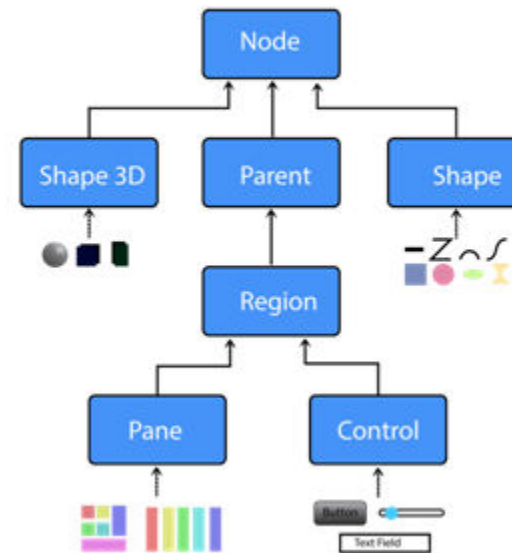 Node
Shape 3D
Parent
Shape
Region
Pane
Control
Button
Text Field